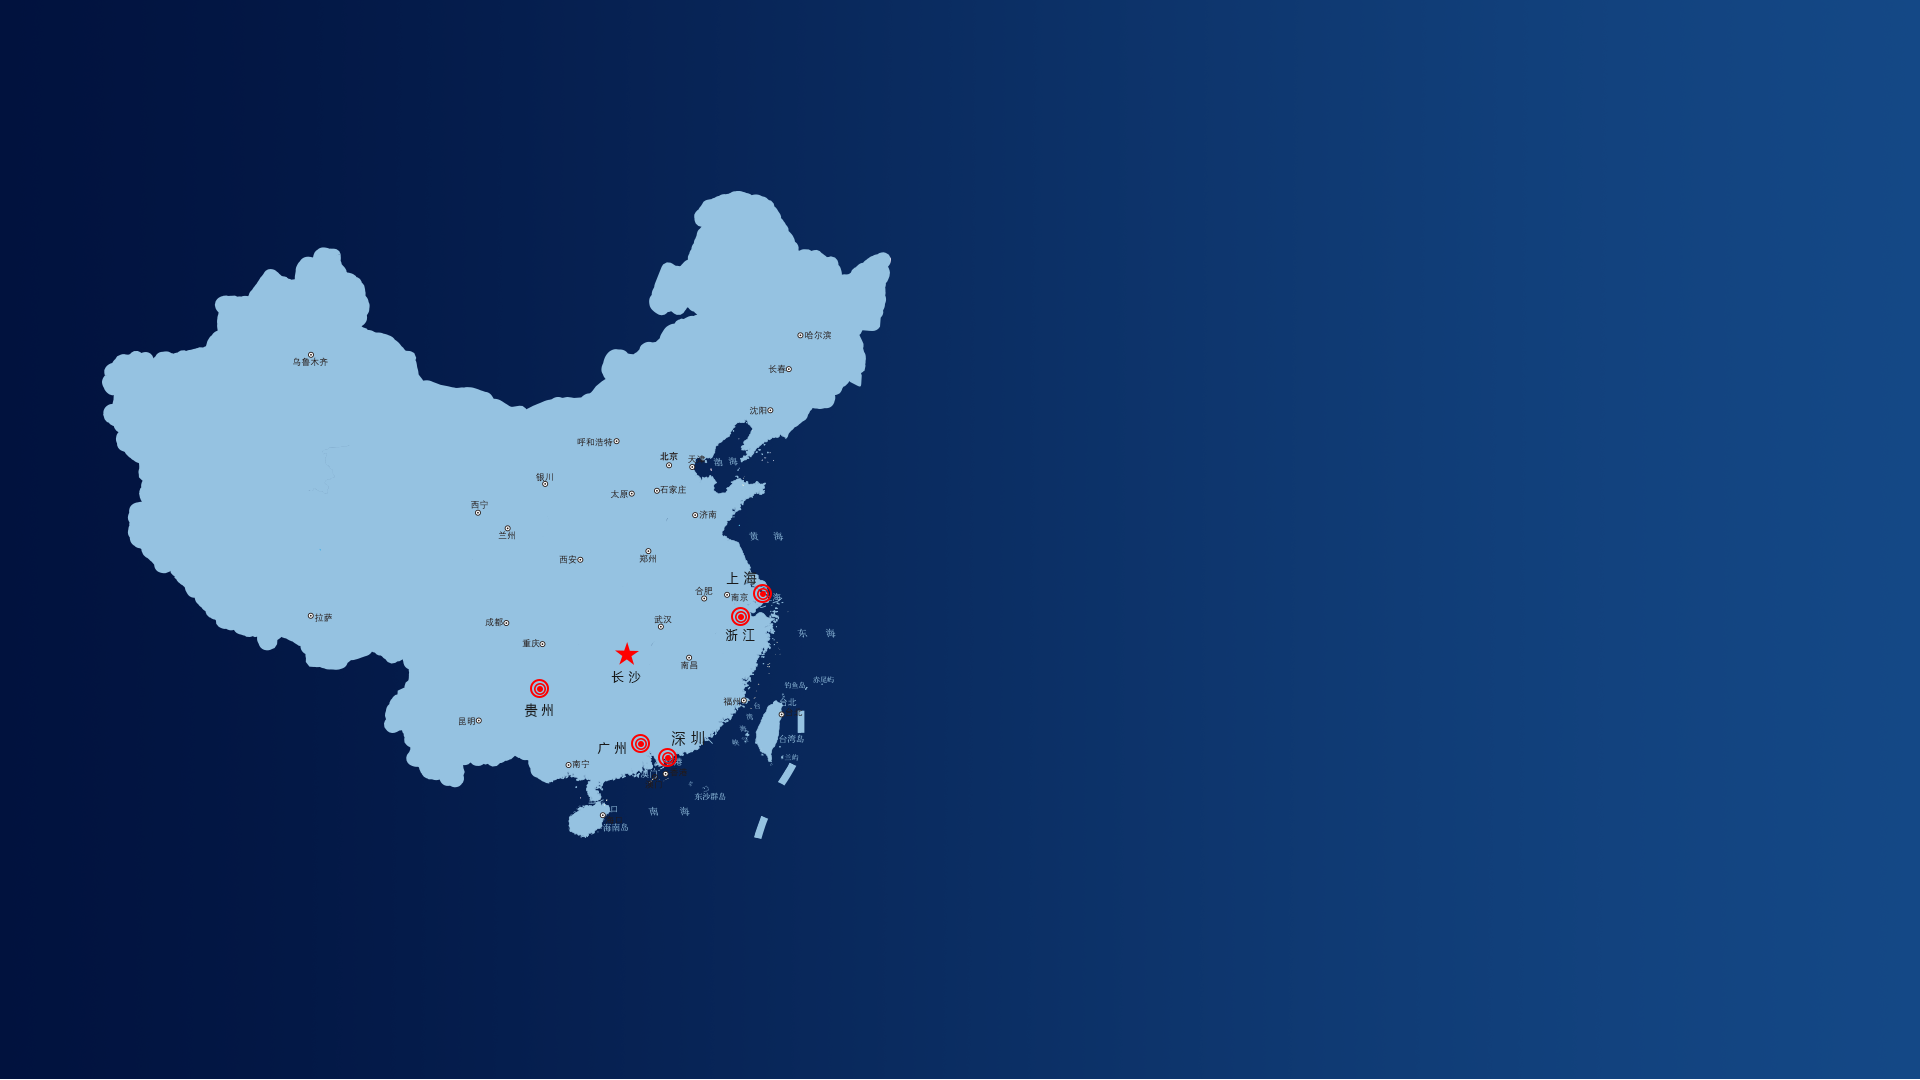 哈尔滨
乌鲁木齐
长春
沈阳
呼和浩特
北京
渤 海
银川
太原
石家庄
西宁
济南
兰州
黄 海
西安
郑州
上海
合肥
南京
海
拉萨
成都
武汉
浙江
东 海
重庆
南昌
长沙
钓鱼岛
赤尾屿
福州
台北
贵州
昆明
深圳
台湾岛
广州
兰屿
南宁
港
东沙群岛
南 海
口
海南岛